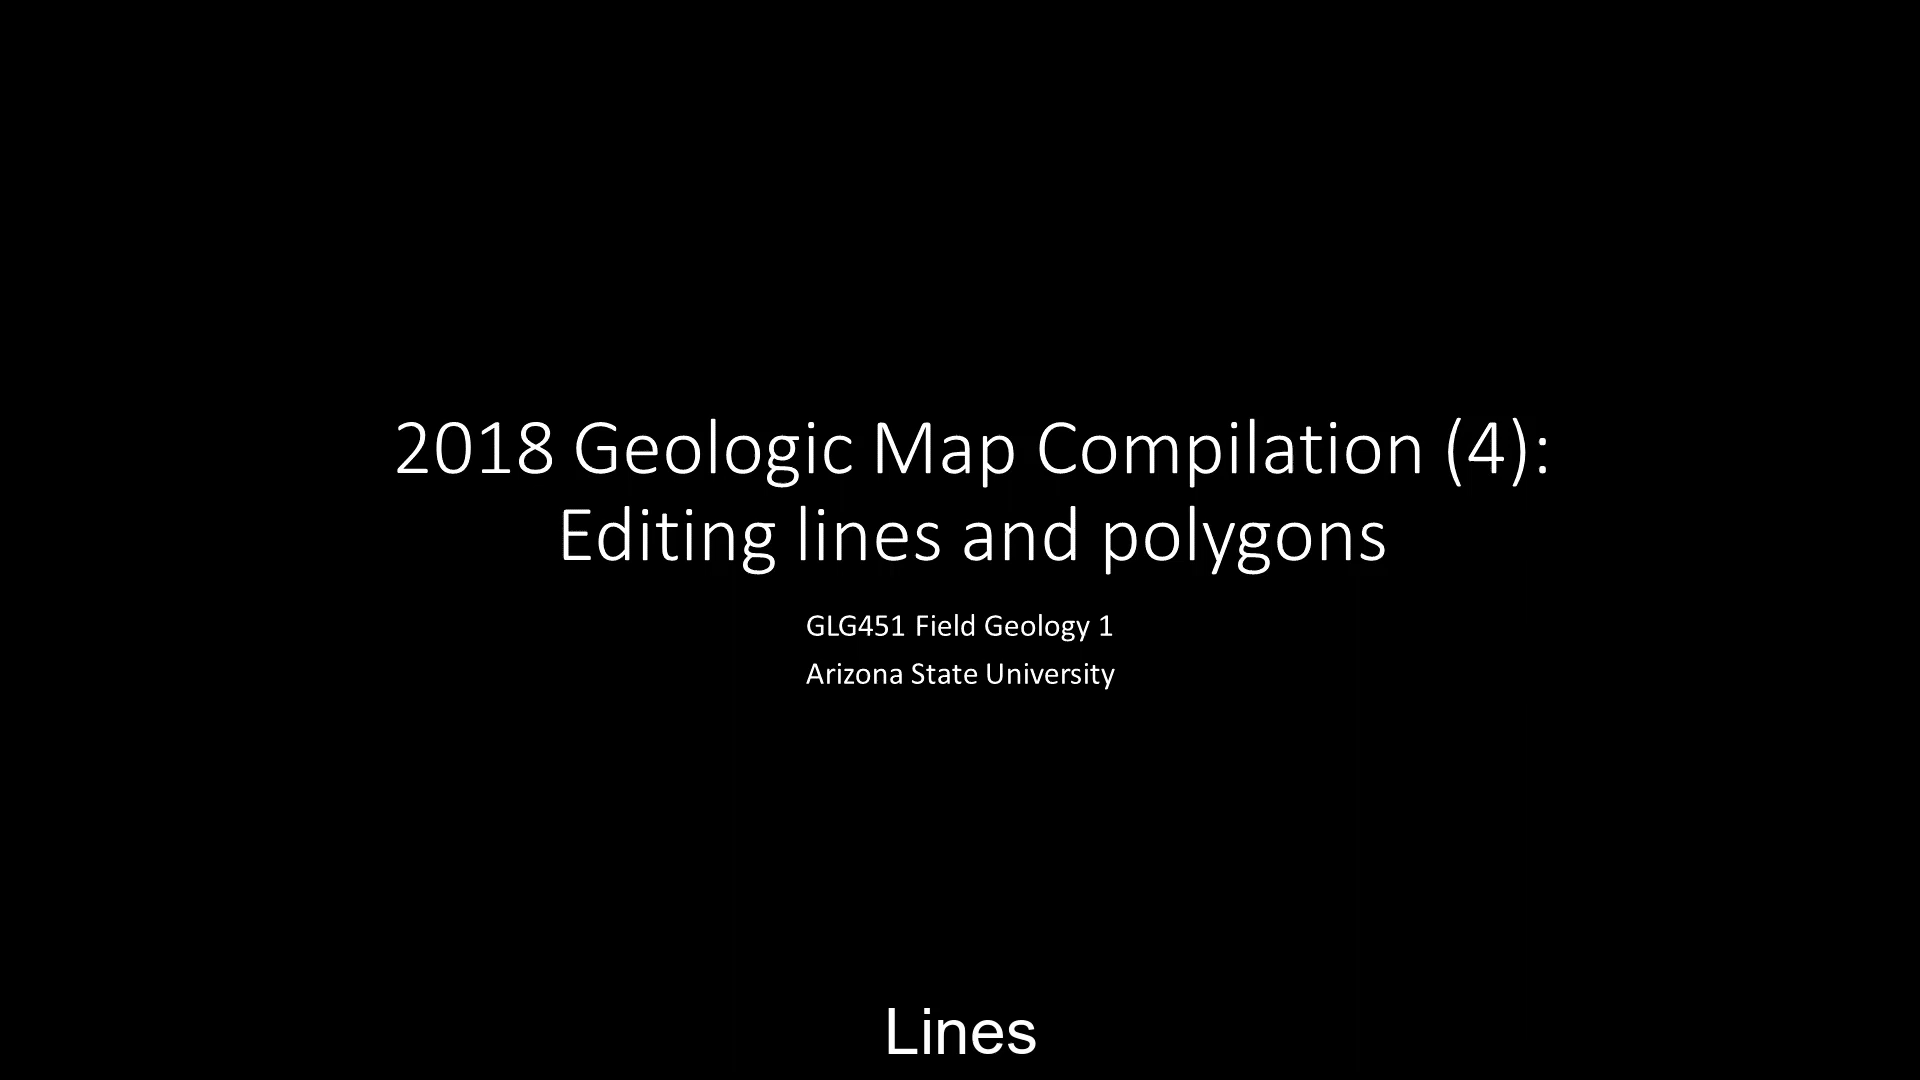 2018 Geologic Map Compilation (4):
Editing lines and polygons
GLG451 Field Geology 1
Arizona State University
Lines